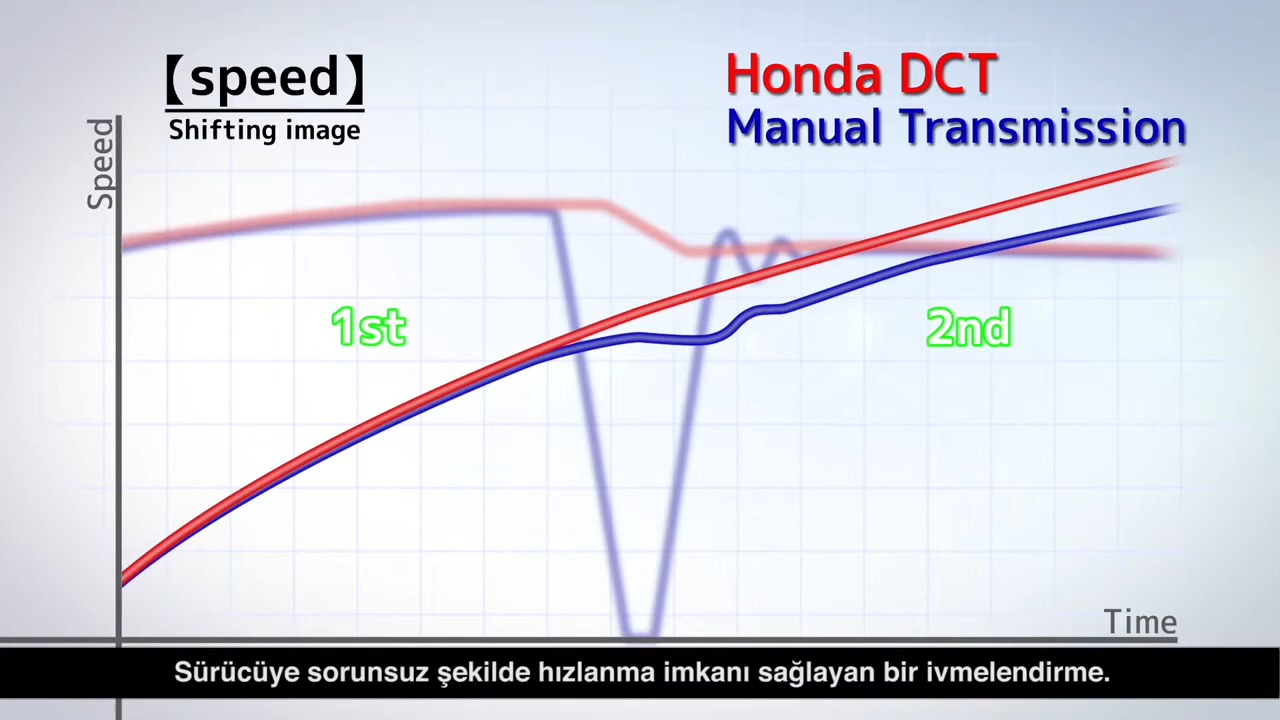 【speed】
Shifting image
Honda DCT
Manual Transmission
Speed
1st
2nd
Time
Sürücüye sorunsuz şekilde hızlanma imkanı sağlayan bir ivmelendirme.